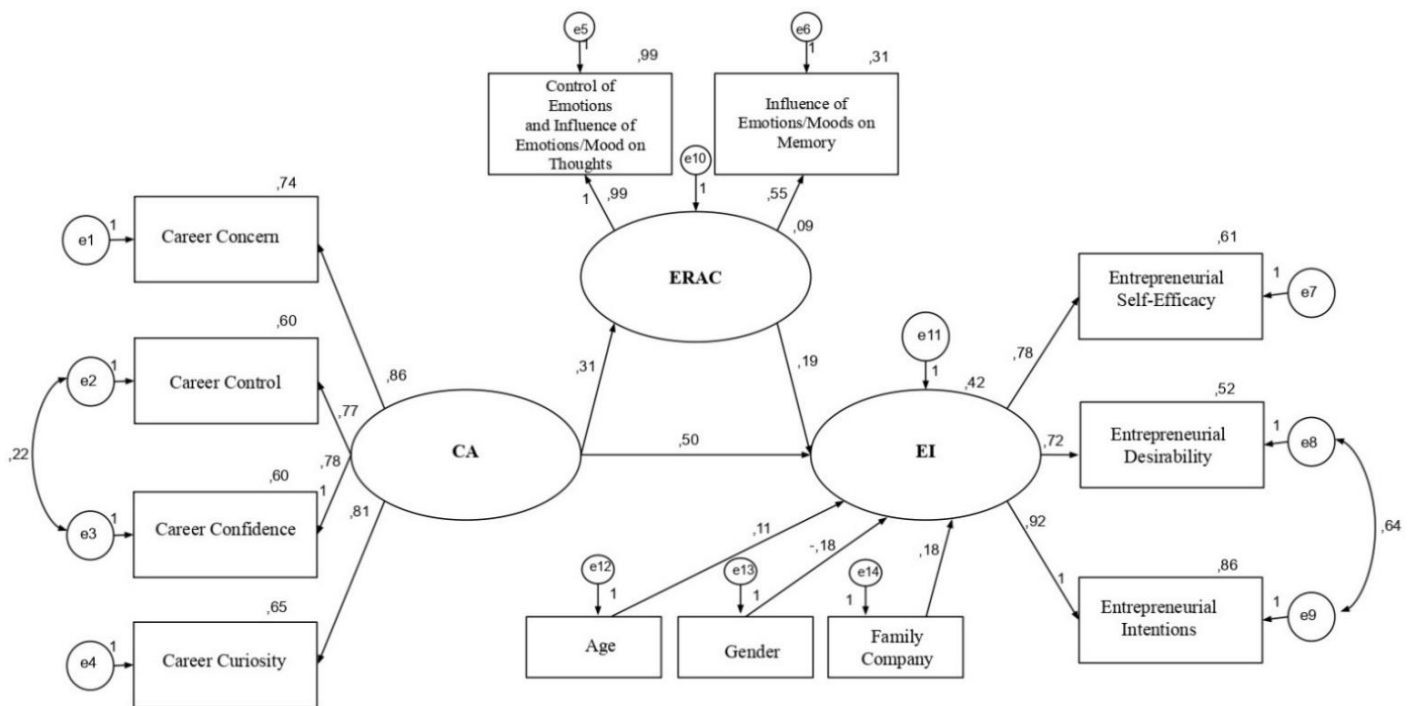 e5
1
,99
Control of
Emotions
and Influence of
Emotions/Mood on
Thoughts
e6
1
,31
Influence of
Emotions/Moods on
Memory
e10
1
1
,99
,55
,09
ERAC
,74
e1
1
Career Concern
,60
e2
1
Career Control
,22
,60
e3
1
Career Confidence
,65
e4
1
Career Curiosity
,86
,77
,78
1
,81
CA
,31
,50
,19
e11
1
,42
EI
,78
,72
,92
1
,61
Entrepreneurial
Self-Efficacy
1
e7
,52
Entrepreneurial
Desirability
1
e8
,64
,86
Entrepreneurial
Intentions
1
e9
,11
-,18
,18
e12
1
Age
e13
1
Gender
e14
1
Family
Company